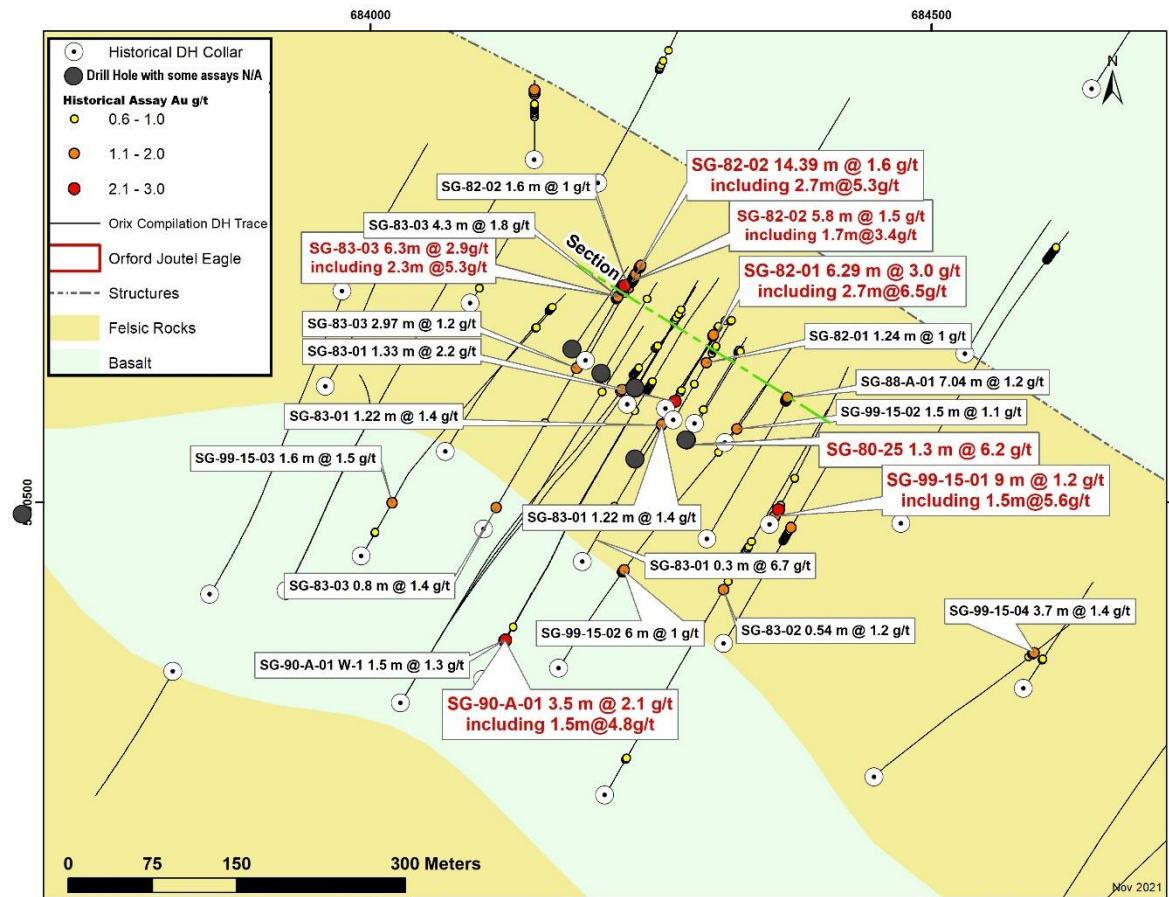 684000
684500
Historical DH Collar
Drill Hole with some assays N/A
Historical Assay Au g/t
0.6 - 1.0
1.1 - 2.0
2.1 - 3.0
Orix Compilation DH Trace
Orford Joutel Eagle
Structures
Felsic Rocks
Basalt
N
SG-82-02 14.39 m @ 1.6 g/t
including 2.7m@5.3g/t
SG-82-02 1.6 m @ 1 g/t
SG-82-02 5.8 m @ 1.5 g/t
including 1.7m@3.4g/t
SG-83-03 4.3 m @ 1.8 g/t
SG-83-03 6.3m @ 2.9g/t
including 2.3m @5.3g/t
Section
SG-82-01 6.29 m @ 3.0 g/t
including 2.7m@6.5g/t
SG-83-03 2.97 m @ 1.2 g/t
SG-82-01 1.24 m @ 1 g/t
SG-83-01 1.33 m @ 2.2 g/t
SG-88-A-01 7.04 m @ 1.2 g/t
SG-83-01 1.22 m @ 1.4 g/t
SG-99-15-02 1.5 m @ 1.1 g/t
SG-80-25 1.3 m @ 6.2 g/t
SG-99-15-03 1.6 m @ 1.5 g/t
SG-99-15-01 9 m @ 1.2 g/t
including 1.5m@5.6g/t
SG-83-01 1.22 m @ 1.4 g/t
SG-83-01 0.3 m @ 6.7 g/t
SG-83-03 0.8 m @ 1.4 g/t
SG-99-15-04 3.7 m @ 1.4 g/t
SG-99-15-02 6 m @ 1 g/t
SG-83-02 0.54 m @ 1.2 g/t
SG-90-A-01 W-1 1.5 m @ 1.3 g/t
SG-90-A-01 3.5 m @ 2.1 g/t
including 1.5m@4.8g/t
0 75 150 300 Meters
Nov 2021